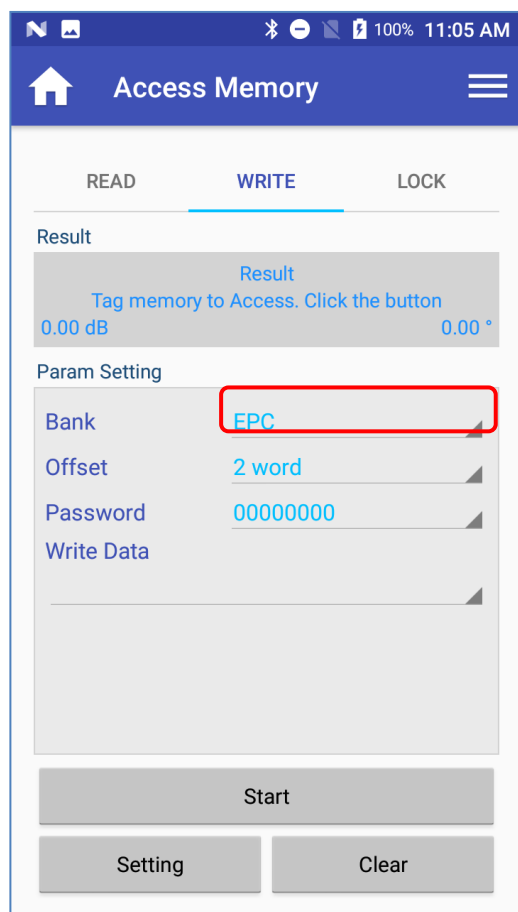 100% 11:05 AM
Access Memory
READ WRITE LOCK
Result
Result
Tag memory to Access. Click the button
0.00 dB 0.00 °
Param Setting
Bank EPC
Offset 2 word
Password 00000000
Write Data
Start
Setting Clear